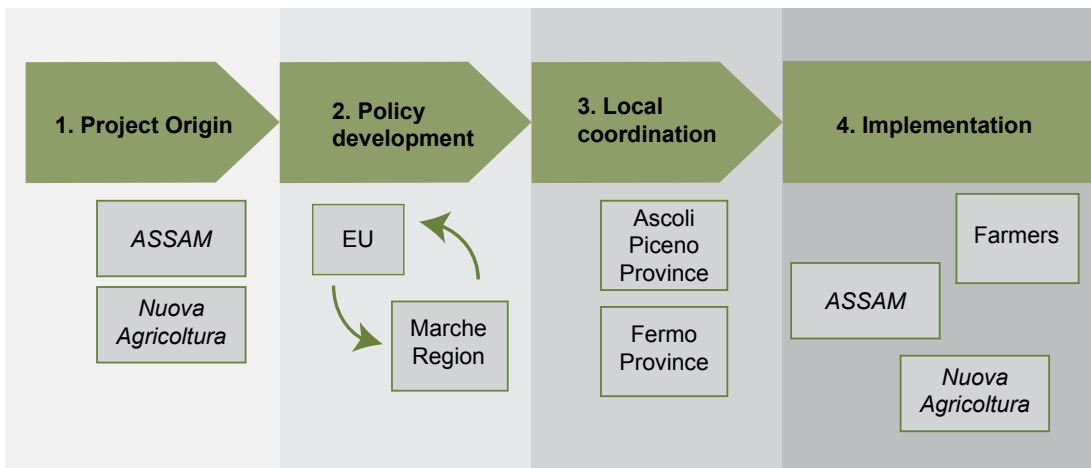 1. Project Origin
2. Policy
development
3. Local
coordination
4. Implementation
ASSAM
Nuova
Agricoltura
EU
Marche
Region
Ascoli
Piceno
Province
Fermo
Province
Farmers
ASSAM
Nuova
Agricoltura